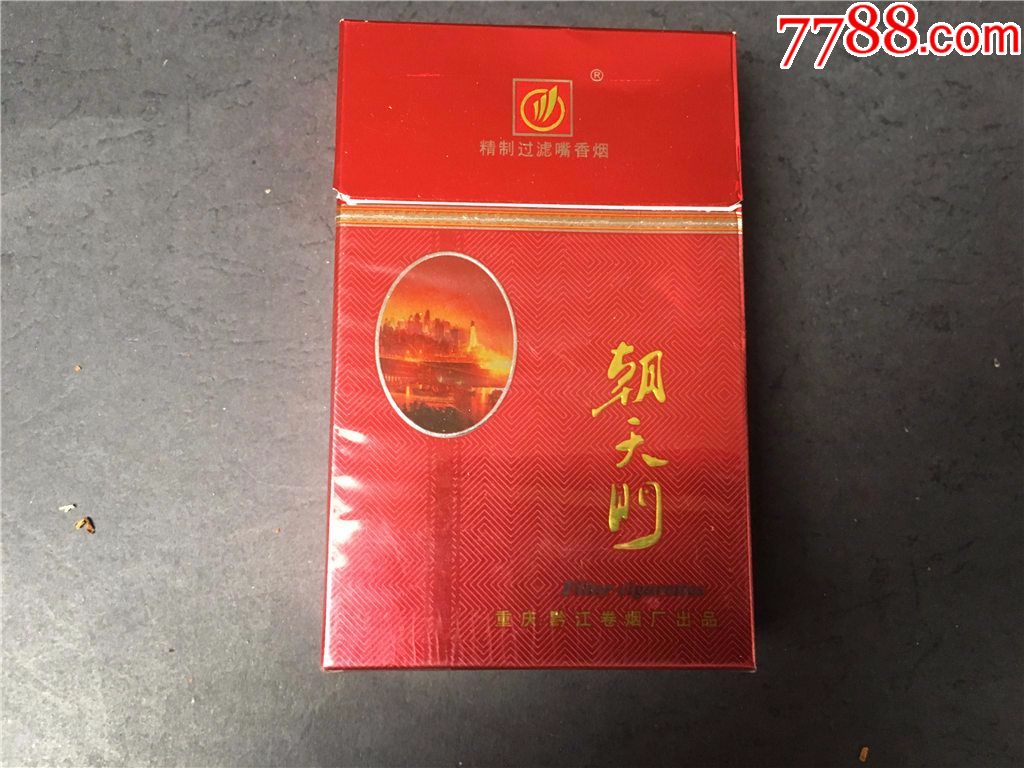 7788.com
®
精制过滤嘴香烟
朝天门
Filter cigarettes
重庆黔江卷烟厂出品